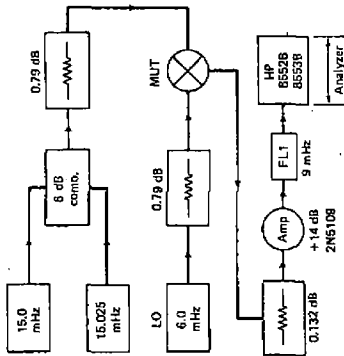 15.0
mHz
15.025
mHz
6 dB
comb.
0.79 dB
LO
6.0
mHz
0.79 dB
MUT
0.132 dB
Amp
+14 dB
2N5109
FL1
9 mHz
HP
8552B
8553B
Analyzer